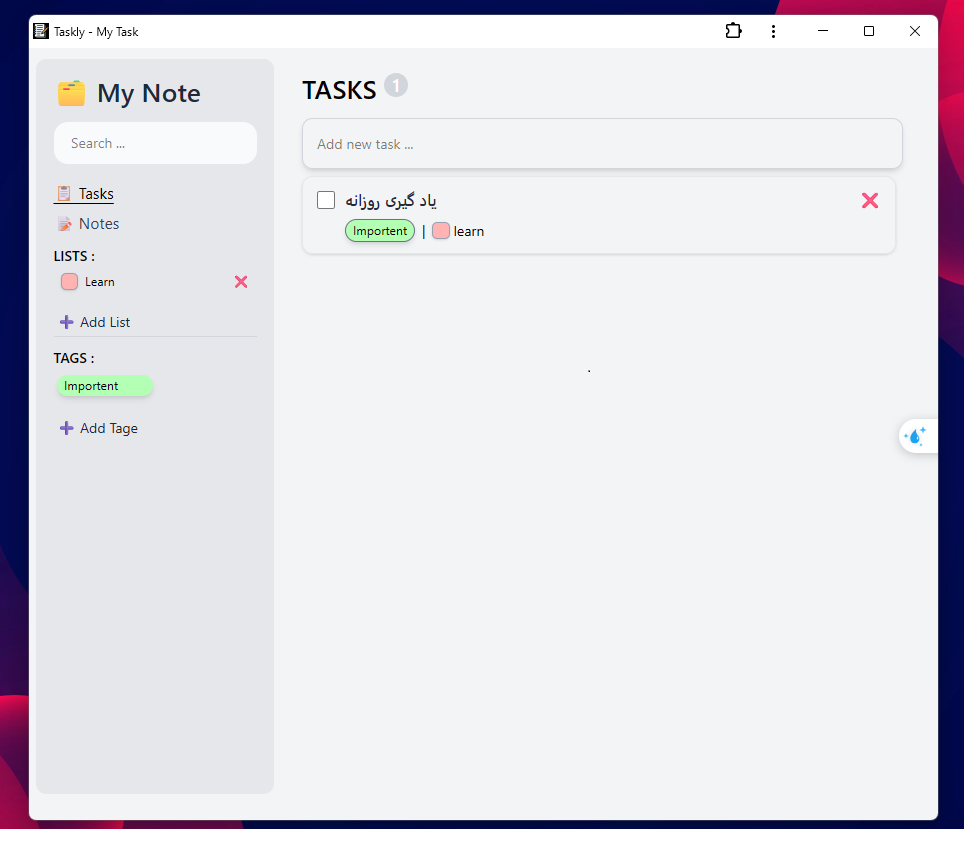 Taskly - My Task
My Note
Search ...
Tasks
Notes
LISTS :
Learn
Add List
TAGS :
Importent
Add Tage
TASKS 1
Add new task ...
یاد گیری روزانه
Importent | learn